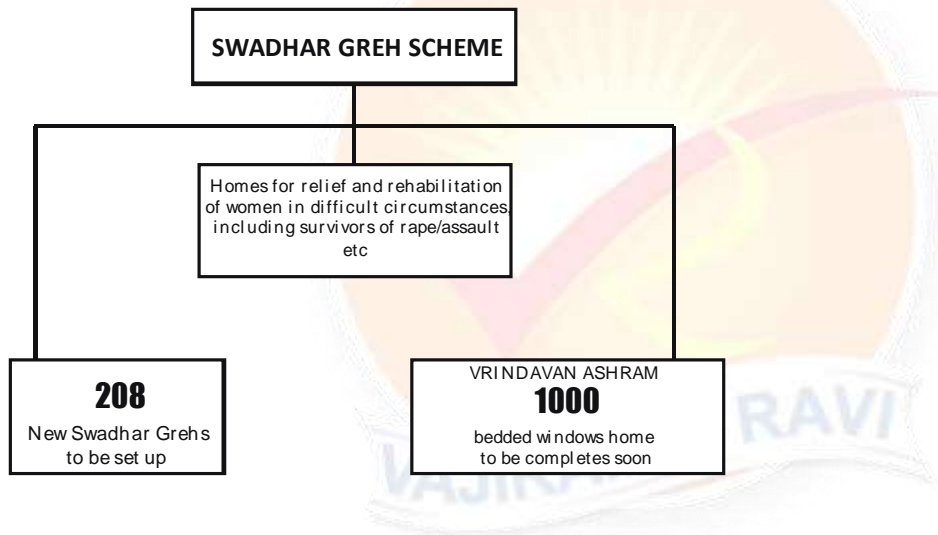 SWADHAR GREH SCHEME
Homes for relief and rehabilitation
of women in difficult circumstances,
including survivors of rape/assault
etc
208
New Swadhar Grehs
to be set up
VRINDAVAN ASHRAM
1000
bedded windows home
to be completes soon
RAVI